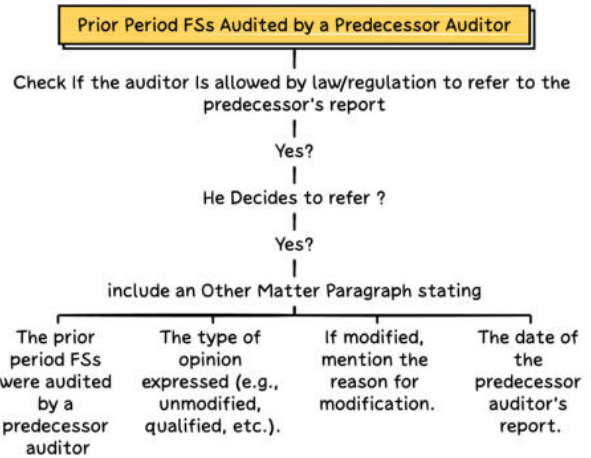 Prior Period FSs Audited by a Predecessor Auditor
Check If the auditor Is allowed by law/regulation to refer to the
predecessor's report
Yes?
He Decides to refer ?
Yes?
include an Other Matter Paragraph stating
The prior
period FSs
were audited
by a
predecessor
auditor
The type of
opinion
expressed (e.g.,
unmodified,
qualified, etc.).
If modified,
mention the
reason for
modification.
The date of
the
predecessor
auditor's
report.